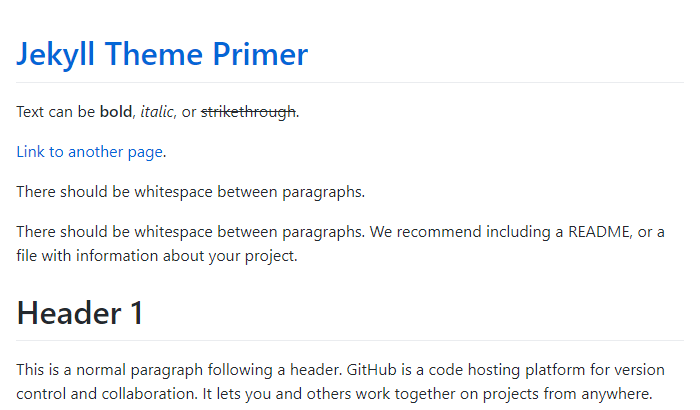 Jekyll Theme Primer
Text can be bold, italic, or strikethrough.
Link to another page.
There should be whitespace between paragraphs.
There should be whitespace between paragraphs. We recommend including a README, or a
file with information about your project.
Header 1
This is a normal paragraph following a header. GitHub is a code hosting platform for version
control and collaboration. It lets you and others work together on projects from anywhere.